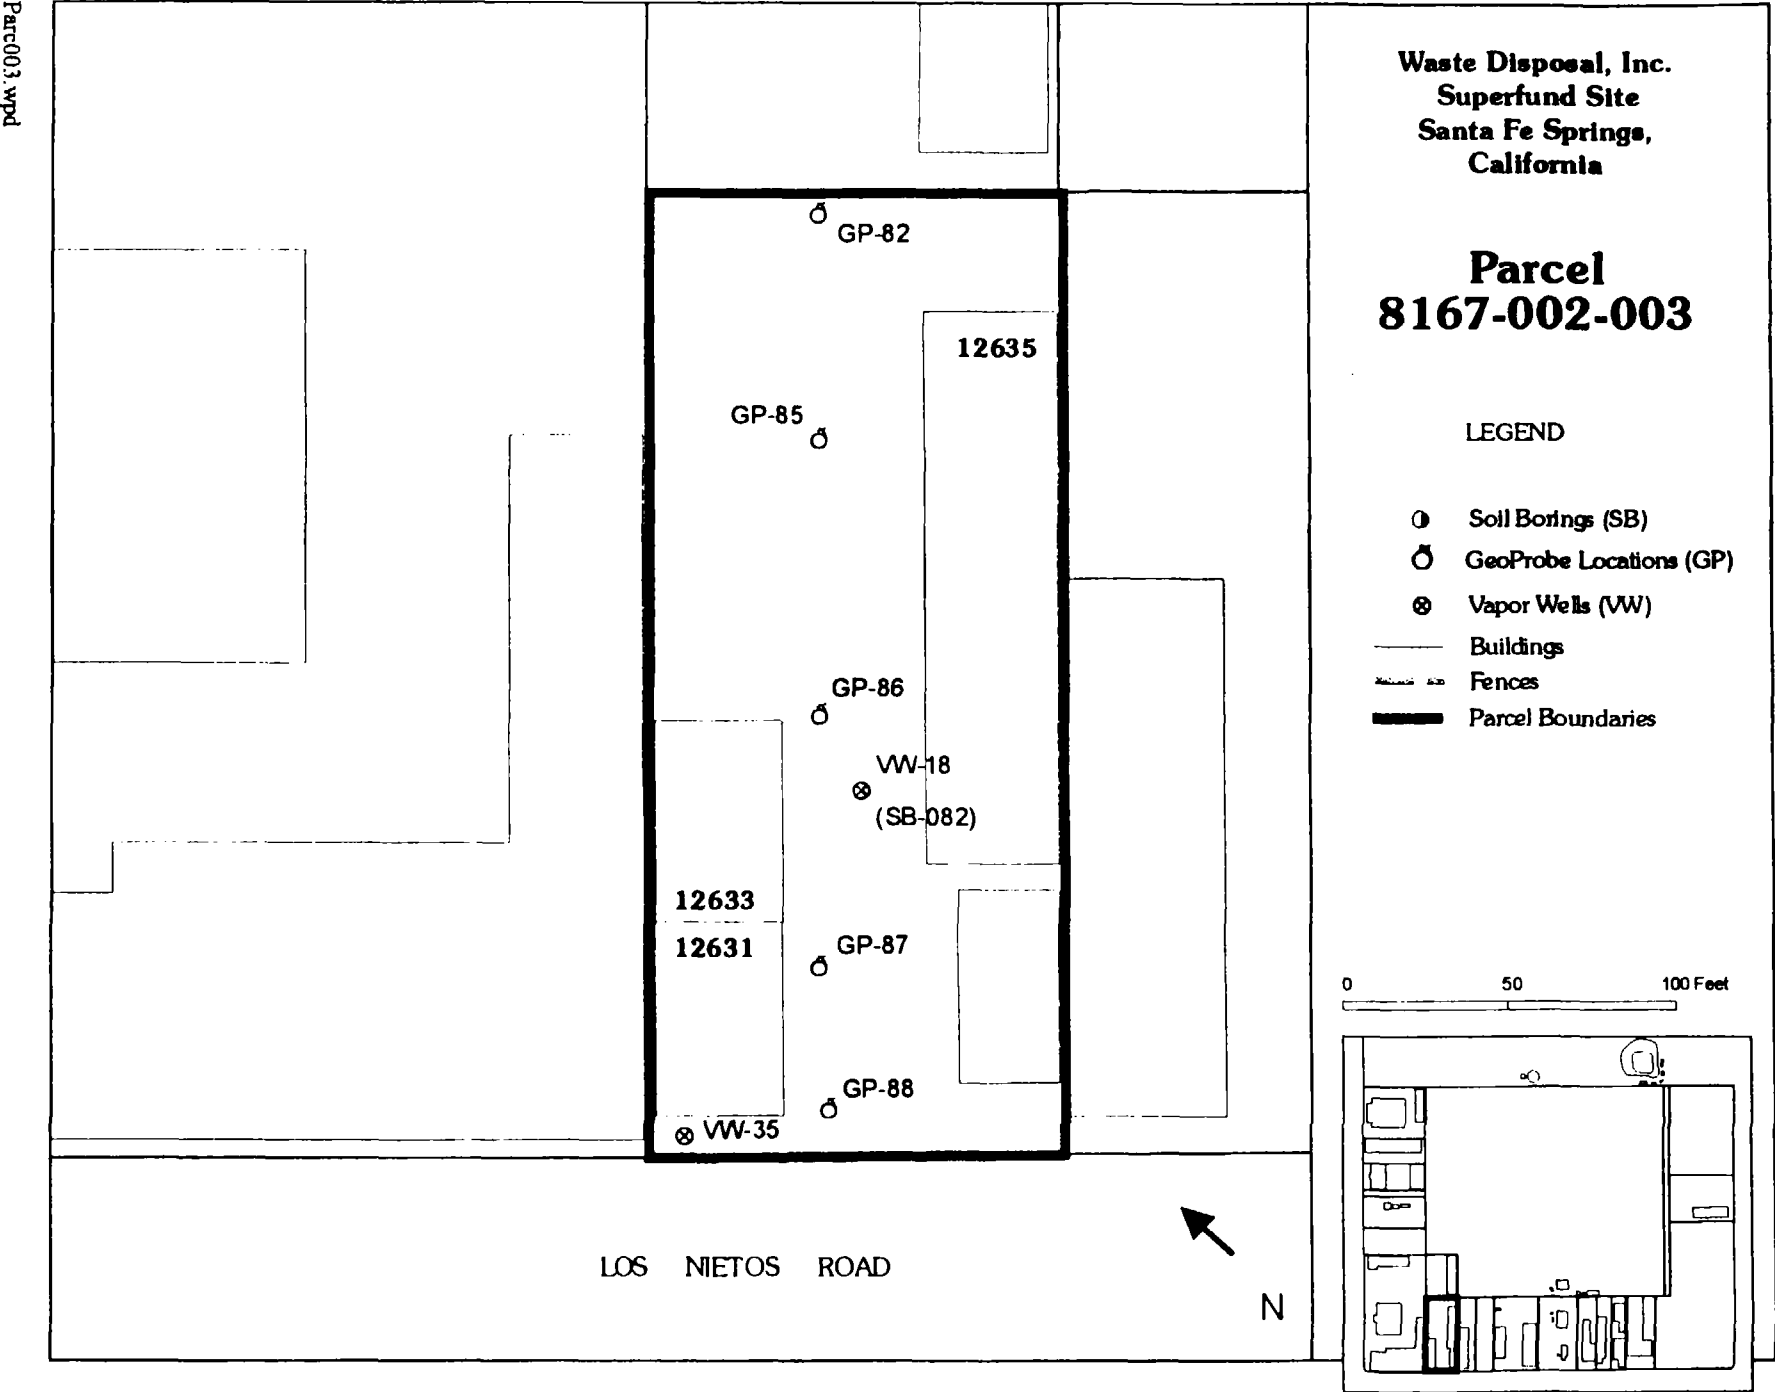 Parc003.wpd
Waste Disposal, Inc.
Superfund Site
Santa Fe Springs,
California
Parcel
8167-002-003
LEGEND
Soil Borings (SB)
GeoProbe Locations (GP)
Vapor Wells (VW)
Buildings
Fences
Parcel Boundaries
GP-82
12635
GP-85
GP-86
VW-18
(SB-082)
12633
12631
GP-87
GP-88
VW-35
0 50 100 Feet
LOS NIETOS ROAD
N